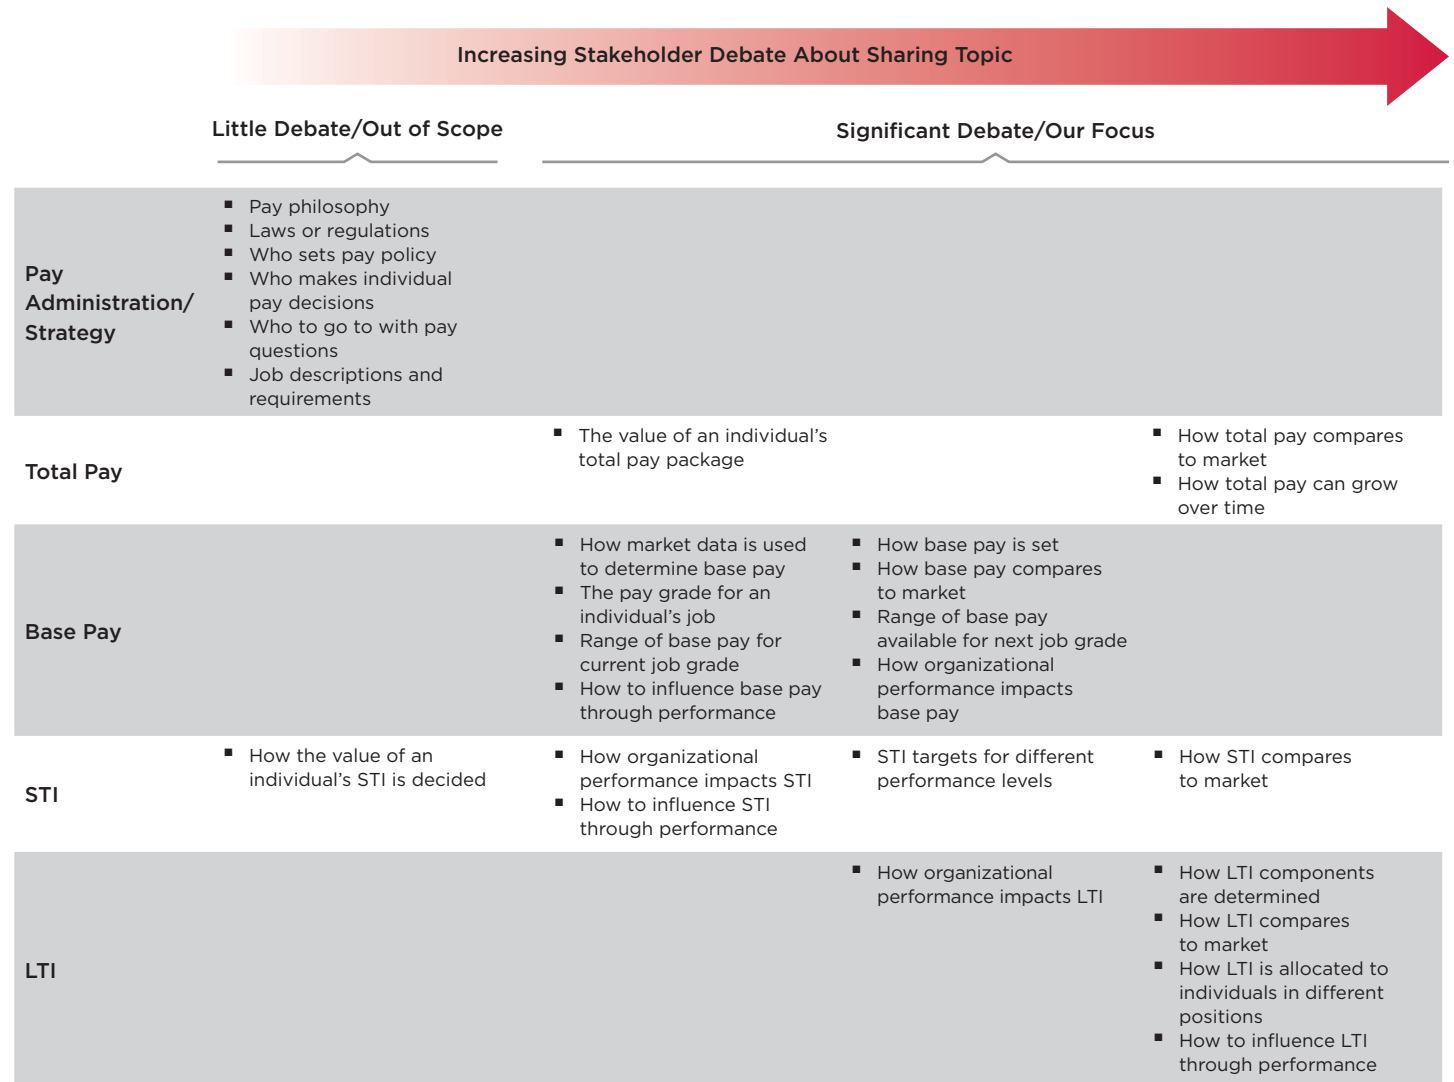 Increasing Stakeholder Debate About Sharing Topic
Little Debate/Out of Scope
Significant Debate/Our Focus
Pay
Administration/
Strategy
▪ Pay philosophy
▪ Laws or regulations
▪ Who sets pay policy
▪ Who makes individual
pay decisions
▪ Who to go to with pay
questions
▪ Job descriptions and
requirements
Total Pay
▪ The value of an individual’s
total pay package
▪ How total pay compares
to market
▪ How total pay can grow
over time
Base Pay
▪ How market data is used
to determine base pay
▪ The pay grade for an
individual’s job
▪ Range of base pay for
current job grade
▪ How to influence base pay
through performance
▪ How base pay is set
▪ How base pay compares
to market
▪ Range of base pay
available for next job grade
▪ How organizational
performance impacts
base pay
STI
▪ How the value of an
individual’s STI is decided
▪ How organizational
performance impacts STI
▪ How to influence STI
through performance
▪ STI targets for different
performance levels
▪ How STI compares
to market
LTI
▪ How organizational
performance impacts LTI
▪ How LTI components
are determined
▪ How LTI compares
to market
▪ How LTI is allocated to
individuals in different
positions
▪ How to influence LTI
through performance